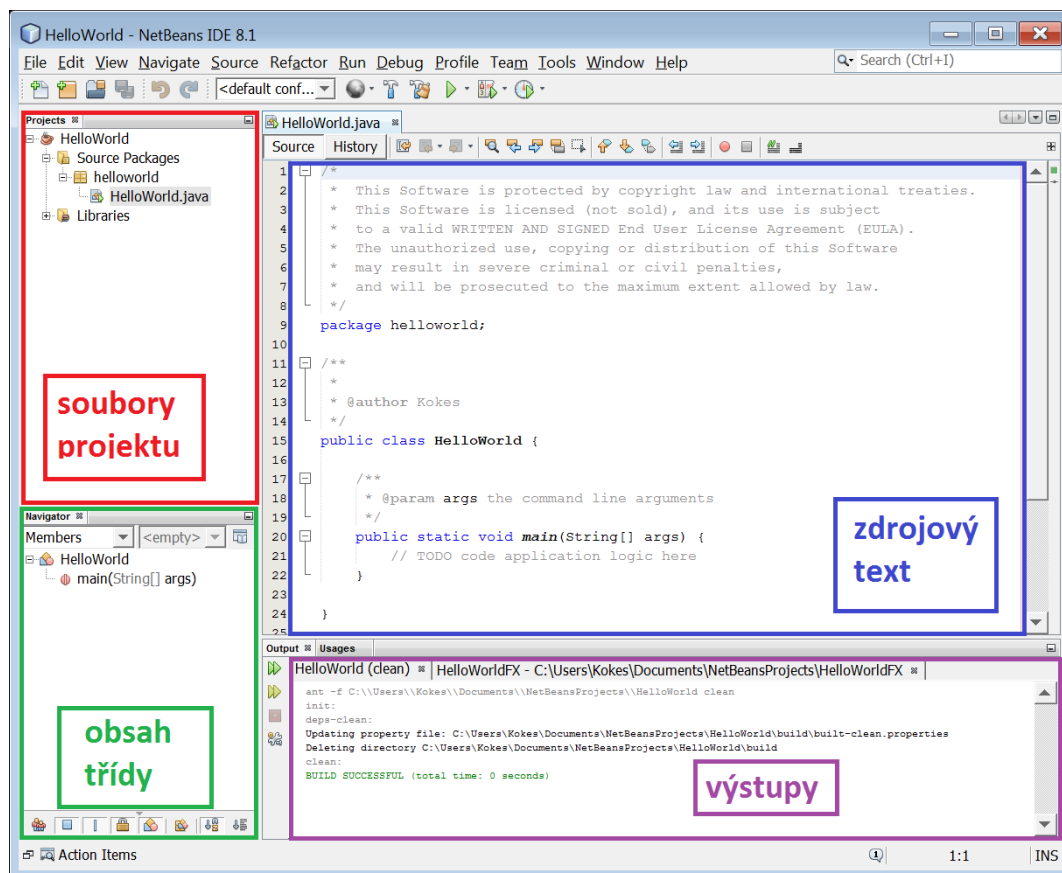 HelloWorld - NetBeans IDE 8.1
File Edit View Navigate Source Refactor Run Debug Profile Team Tools Window Help
Search (Ctrl+I)
<default conf...
Projects
HelloWorld
Source Packages
helloworld
HelloWorld.java
Libraries
soubory
projektu
Navigator
Members
<empty>
HelloWorld
main(String[] args)
obsah
třídy
HelloWorld.java
Source History
1 /*
2 * This Software is protected by copyright law and international treaties.
3 * This Software is licensed (not sold), and its use is subject
4 * to a valid WRITTEN AND SIGNED End User License Agreement (EULA).
5 * The unauthorized use, copying or distribution of this Software
6 * may result in severe criminal or civil penalties,
7 * and will be prosecuted to the maximum extent allowed by law.
8 */
9 package helloworld;
10
11 /**
12 *
13 * @author Kokes
14 */
15 public class HelloWorld {
16
17 /**
18 * @param args the command line arguments
19 */
20 public static void main(String[] args) {
21 // TODO code application logic here
22 }
23
24 }
25
zdrojový
text
Output Usages
HelloWorld (clean) HelloWorldFX - C:\Users\Kokes\Documents\NetBeansProjects\HelloWorldFX
ant -f C:\\Users\\Kokes\\Documents\\NetBeansProjects\\HelloWorld clean
init:
deps-clean:
Updating property file: C:\Users\Kokes\Documents\NetBeansProjects\HelloWorld\build\built-clean.properties
Deleting directory C:\Users\Kokes\Documents\NetBeansProjects\HelloWorld\build
clean:
BUILD SUCCESSFUL (total time: 0 seconds)
výstupy
Action Items
1:1 INS